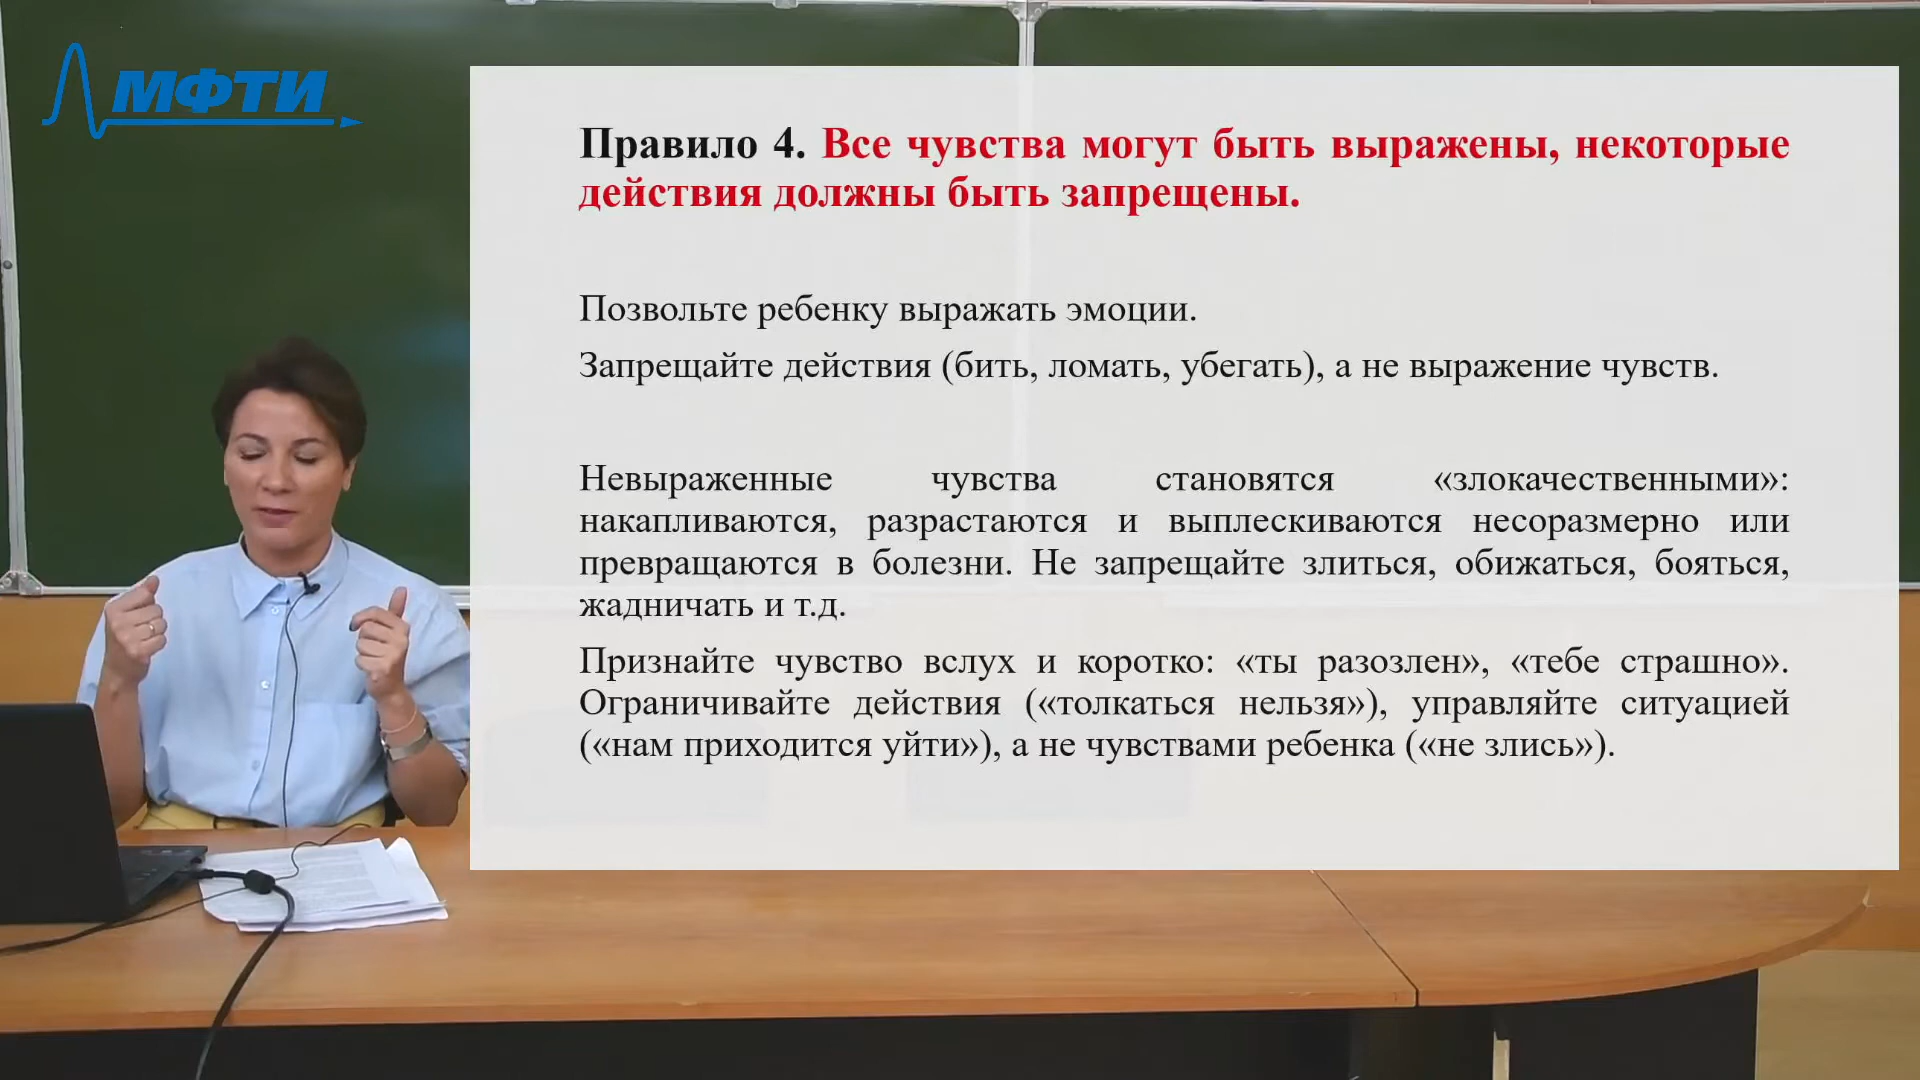 МФТИ
Правило 4. Все чувства могут быть выражены, некоторые
действия должны быть запрещены.
Позвольте ребенку выражать эмоции.
Запрещайте действия (бить, ломать, убегать), а не выражение чувств.
Невыраженные чувства становятся «злокачественными»:
накапливаются, разрастаются и выплескиваются несоразмерно или
превращаются в болезни. Не запрещайте злиться, обижаться, бояться,
жадничать и т.д.
Признайте чувство вслух и коротко: «ты разозлен», «тебе страшно».
Ограничивайте действия («толкаться нельзя»), управляйте ситуацией
(«нам приходится уйти»), а не чувствами ребенка («не злись»).